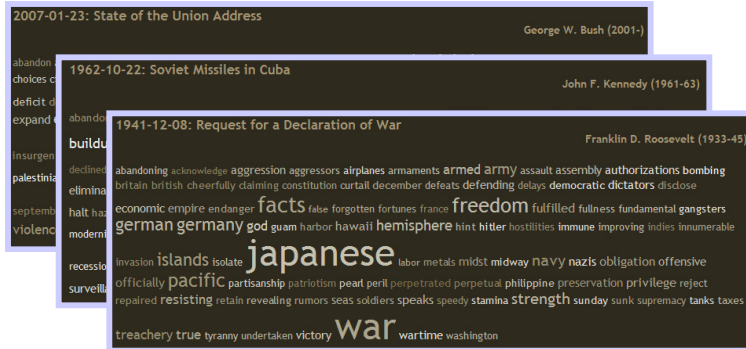 2007-01-23: State of the Union Address
George W. Bush (2001-)
abandon
choices
deficit
expand
insurgen
palestinia
septemb
violenc
1962-10-22: Soviet Missiles in Cuba
John F. Kennedy (1961-63)
abando
buildu
declined
elimina
halt haz
moderni
recessio
surveilla
1941-12-08: Request for a Declaration of War
Franklin D. Roosevelt (1933-45)
abandoning acknowledge aggression aggressors airplanes armaments armed army assault assembly authorizations bombing
britain british cheerfully claiming constitution curtail december defeats defending delays democratic dictators disclose
economic empire endanger facts false forgotten fortunes france freedom fulfilled fullness fundamental gangsters
german germany god guam harbor hawaii hemisphere hint hitler hostilities immune improving indies innumerable
invasion islands isolate japanese labor metals midst midway navy nazis obligation offensive
officially pacific partisanship patriotism pearl peril perpetrated perpetual philippine preservation privilege reject
repaired resisting retain revealing rumors seas soldiers speaks speedy stamina strength sunday sunk supremacy tanks taxes
treachery true tyranny undertaken victory war wartime washington